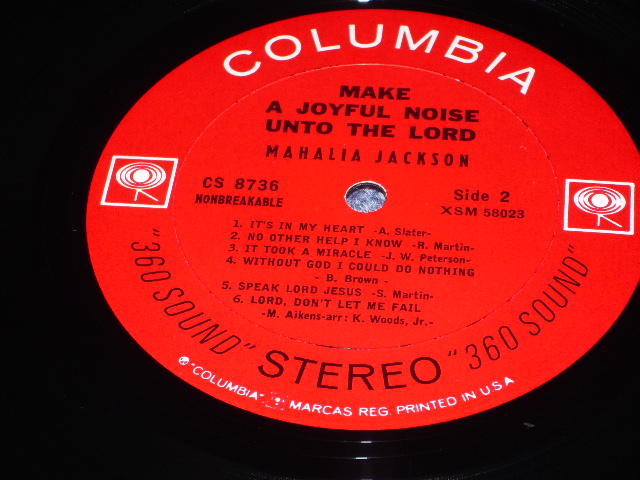 COLUMBIA
MAKE
A JOYFUL NOISE
UNTO THE LORD
MAHALIA JACKSON
CS 8736
NONBREAKABLE
Side 2
XSM 58023
1. IT'S IN MY HEART -A. Slater-
2. NO OTHER HELP I KNOW -R. Martin-
3. IT TOOK A MIRACLE -J. W. Peterson-
4. WITHOUT GOD I COULD DO NOTHING
- B. Brown -
5. SPEAK LORD JESUS -S. Martin-
6. LORD, DON'T LET ME FAIL
-M. Aikens-arr: K. Woods, Jr.-
"360 SOUND" STEREO "360 SOUND"
℗"COLUMBIA" MARCAS REG. PRINTED IN U.S.A.